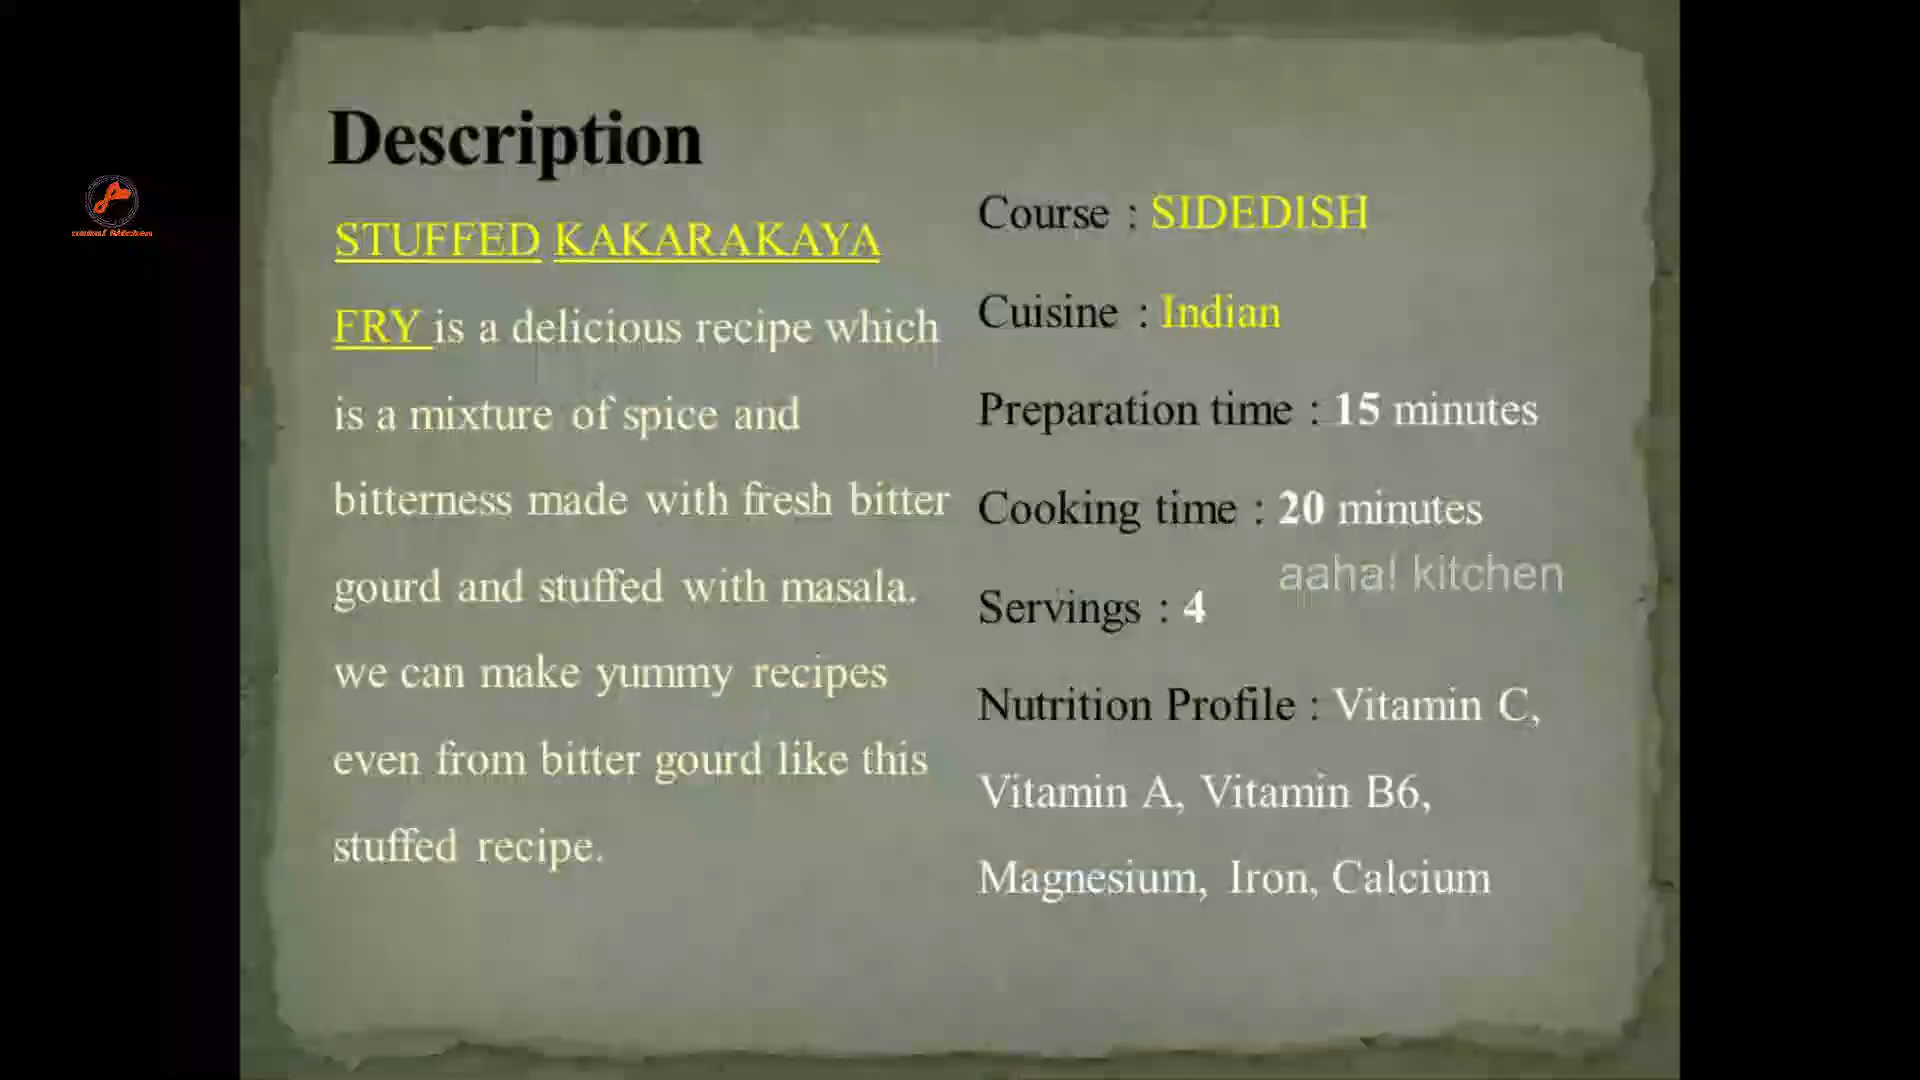 Description
STUFFED KAKARAKAYA
FRY is a delicious recipe which
is a mixture of spice and
bitterness made with fresh bitter
gourd and stuffed with masala.
we can make yummy recipes
even from bitter gourd like this
stuffed recipe.
Course : SIDEDISH
Cuisine : Indian
Preparation time : 15 minutes
Cooking time : 20 minutes
aaha! kitchen
Servings : 4
Nutrition Profile : Vitamin C,
Vitamin A, Vitamin B6,
Magnesium, Iron, Calcium